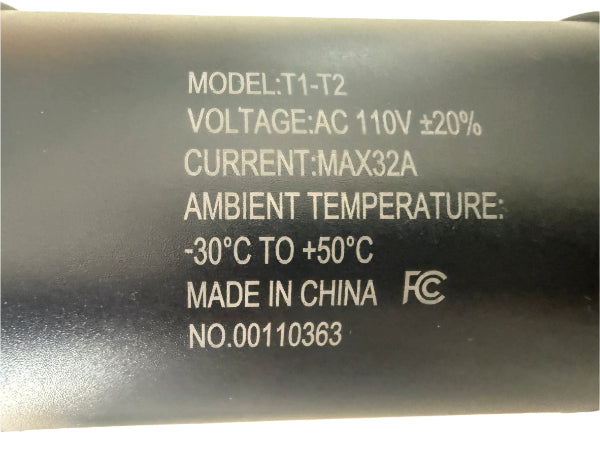 MODEL:T1-T2
VOLTAGE:AC 110V ±20%
CURRENT:MAX32A
AMBIENT TEMPERATURE:
-30°C TO +50°C
MADE IN CHINA FC
NO.00110363